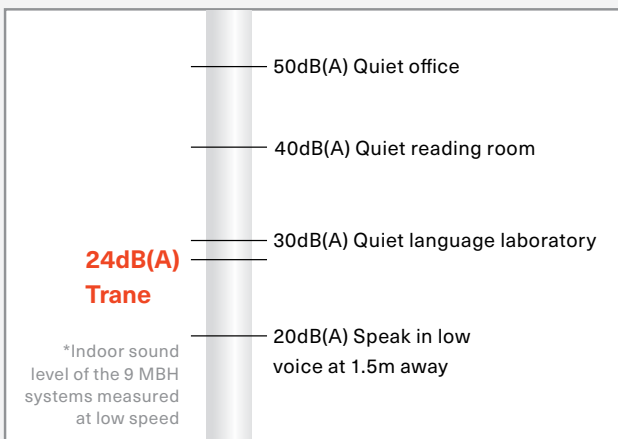 50dB(A) Quiet office
40dB(A) Quiet reading room
30dB(A) Quiet language laboratory
24dB(A)
Trane
20dB(A) Speak in low
voice at 1.5m away
*Indoor sound
level of the 9 MBH
systems measured
at low speed